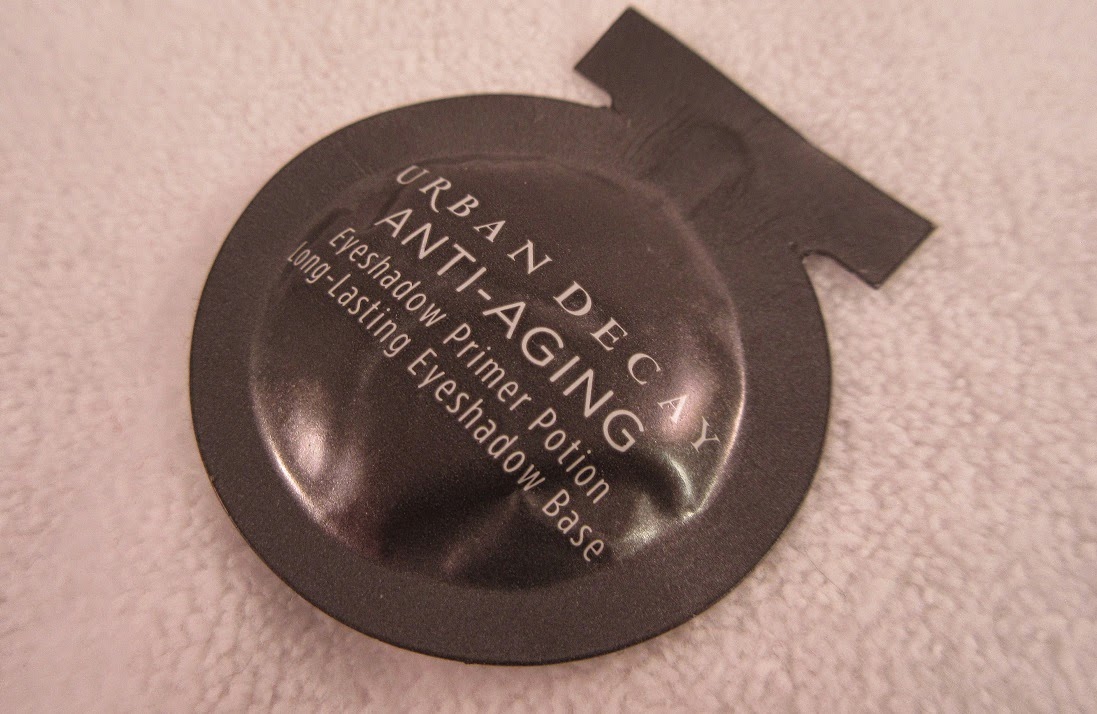 URBAN DECAY
ANTI-AGING
Eyeshadow Primer Potion
Long-Lasting Eyeshadow Base